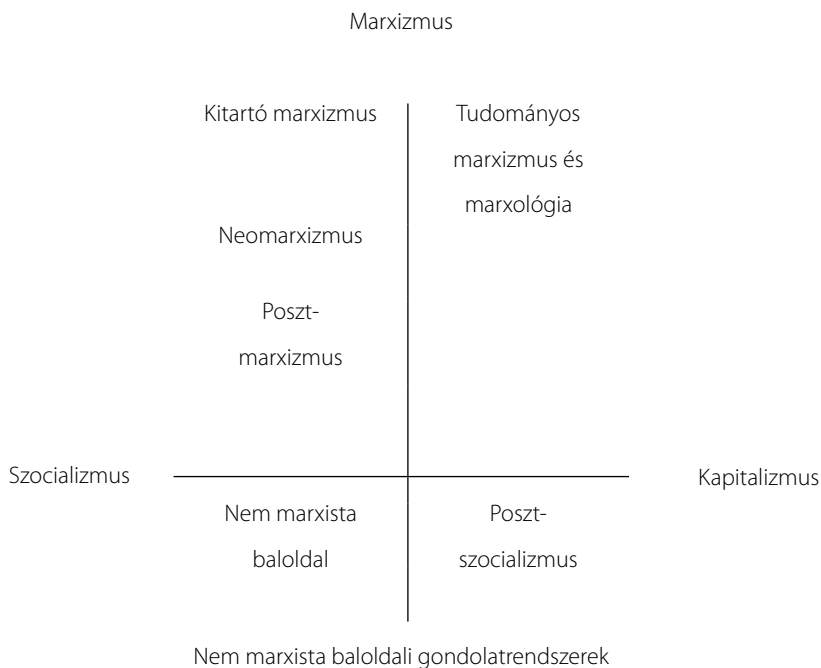 Marxizmus
Kitartó marxizmus
Tudományos
marxizmus és
marxológia
Neomarxizmus
Poszt-
marxizmus
Szocializmus
Kapitalizmus
Nem marxista
baloldal
Poszt-
szocializmus
Nem marxista baloldali gondolatrendszerek